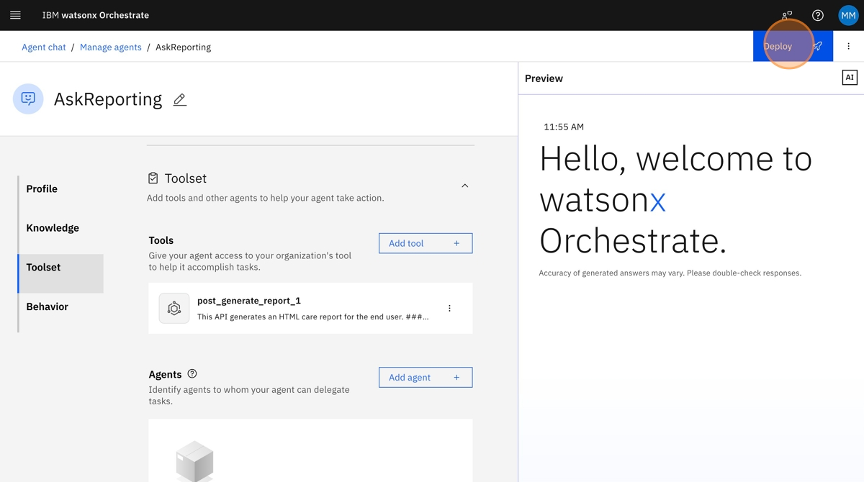 IBM watsonx Orchestrate
MM
Agent chat / Manage agents / AskReporting
Deploy
AskReporting
Preview
AI
11:55 AM
Hello, welcome to
watsonx
Orchestrate.
Accuracy of generated answers may vary. Please double-check responses.
Profile
Knowledge
Toolset
Behavior
Toolset
Add tools and other agents to help your agent take action.
Tools
Give your agent access to your organization's tool
to help it accomplish tasks.
Add tool +
post_generate_report_1
This API generates an HTML care report for the end user. ###...
Agents
Identify agents to whom your agent can delegate
tasks.
Add agent +